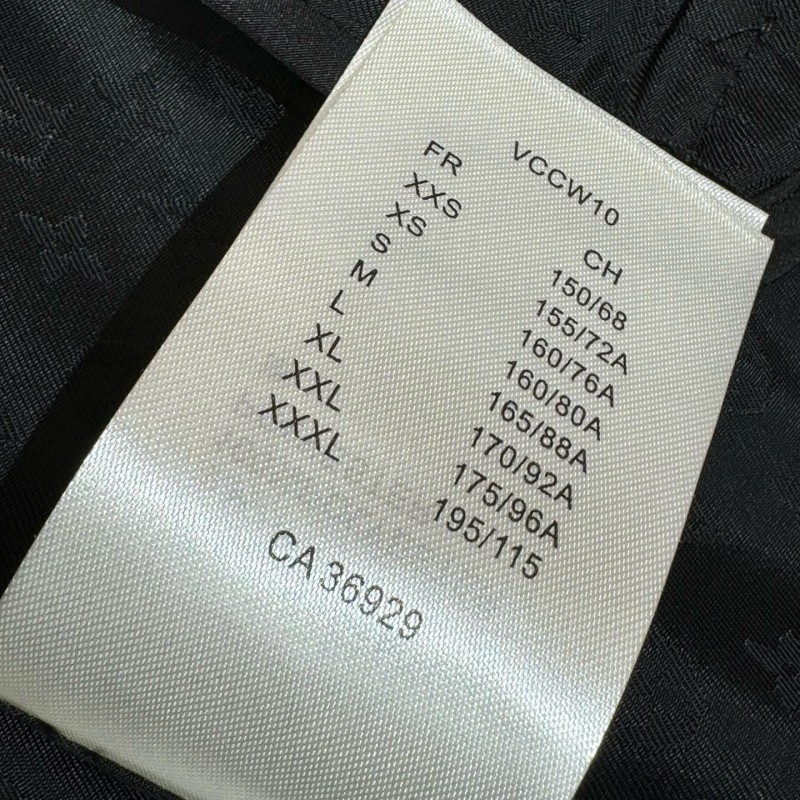 VCCW10
FR CH
XXS 150/68
XS 155/72A
S 160/76A
M 160/80A
L 165/88A
XL 170/92A
XXL 175/96A
XXXL 195/115
CA 36929